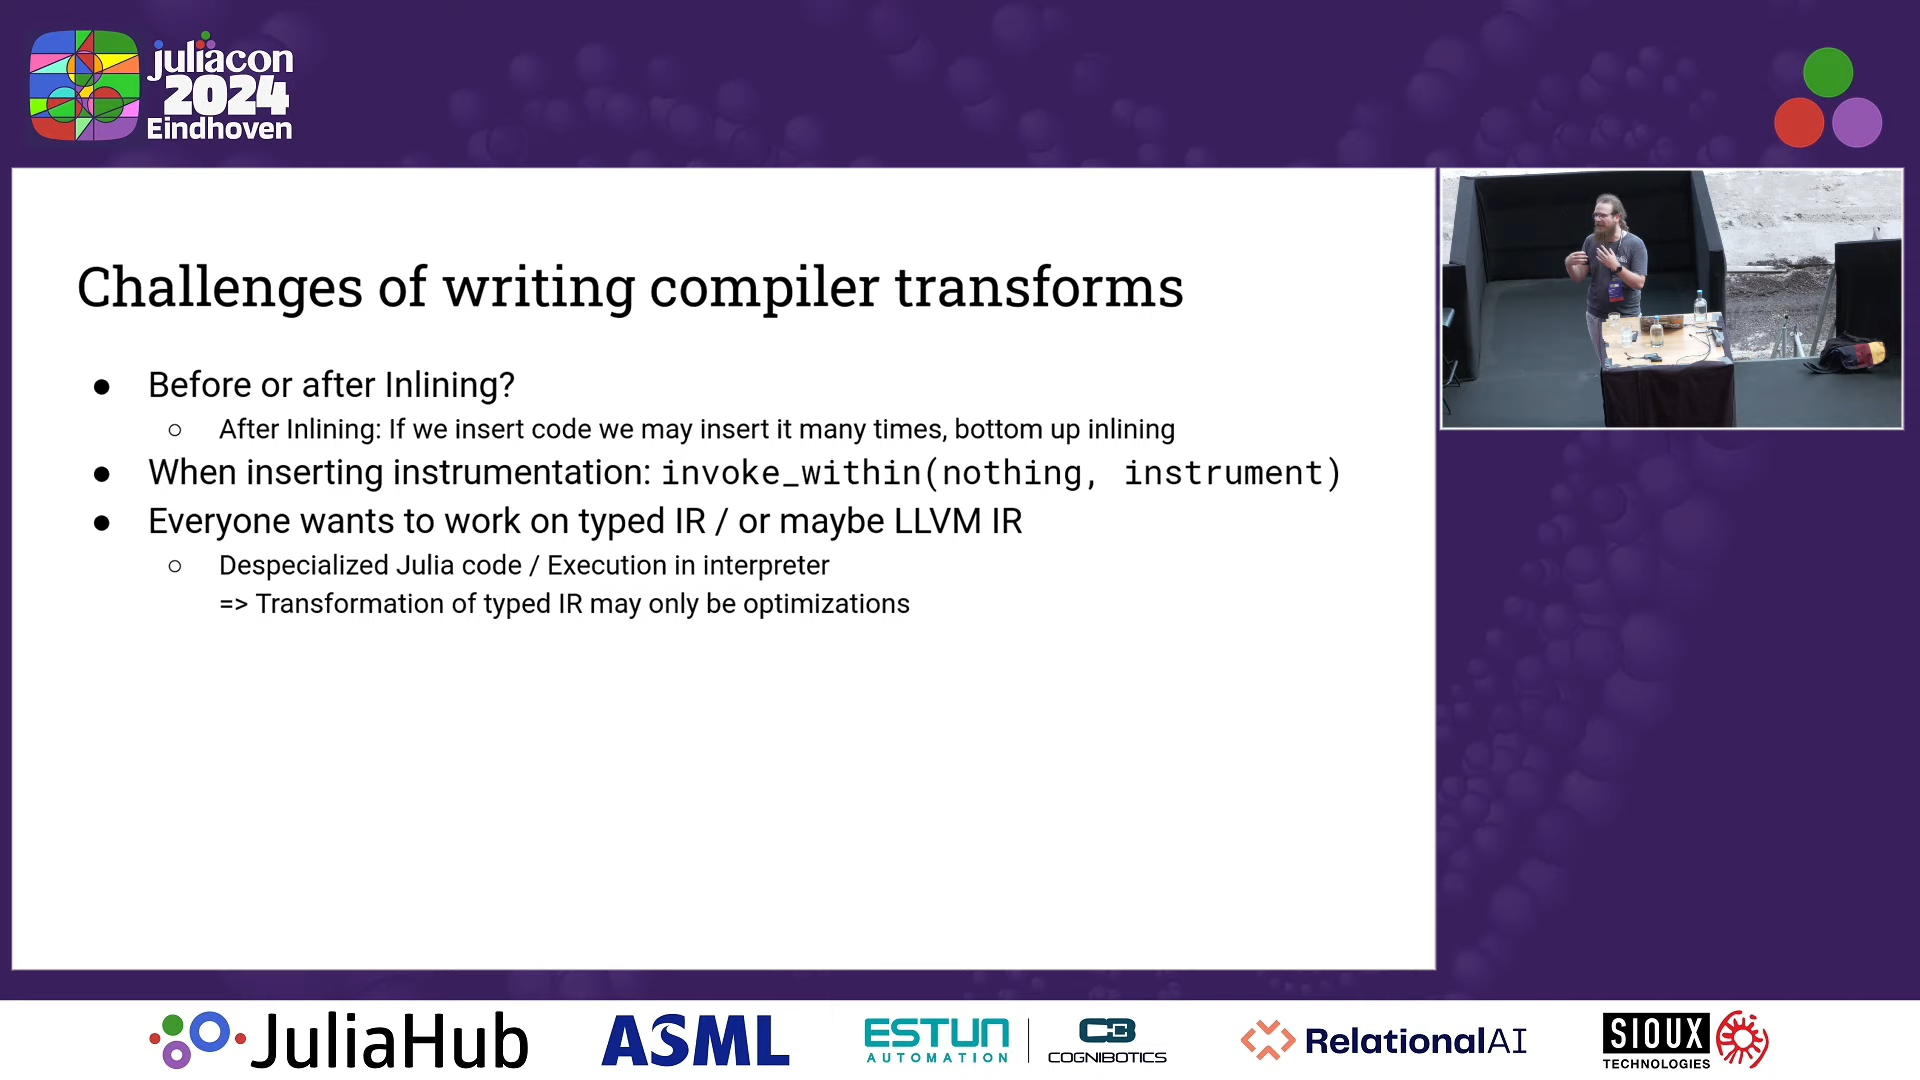 juliacon
2024
Eindhoven
Challenges of writing compiler transforms
● Before or after Inlining?
○ After Inlining: If we insert code we may insert it many times, bottom up inlining
● When inserting instrumentation: invoke_within(nothing, instrument)
● Everyone wants to work on typed IR / or maybe LLVM IR
○ Despecialized Julia code / Execution in interpreter
=> Transformation of typed IR may only be optimizations
JuliaHub
ASML
ESTUN
AUTOMATION
COGNIBOTICS
RelationalAI
SIOUX
TECHNOLOGIES